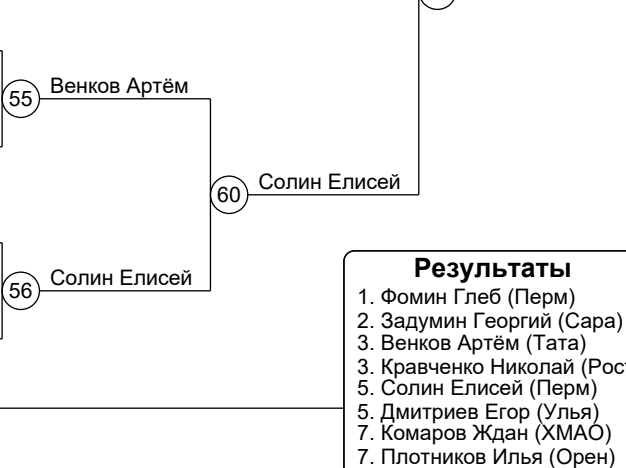 55
Венков Артём
60
Солин Елисей
56
Солин Елисей
Результаты
1. Фомин Глеб (Перм)
2. Задумин Георгий (Сара)
3. Венков Артём (Тата)
3. Кравченко Николай (Рост
5. Солин Елисей (Перм)
5. Дмитриев Егор (Улья)
7. Комаров Ждан (ХМАО)
7. Плотников Илья (Орен)